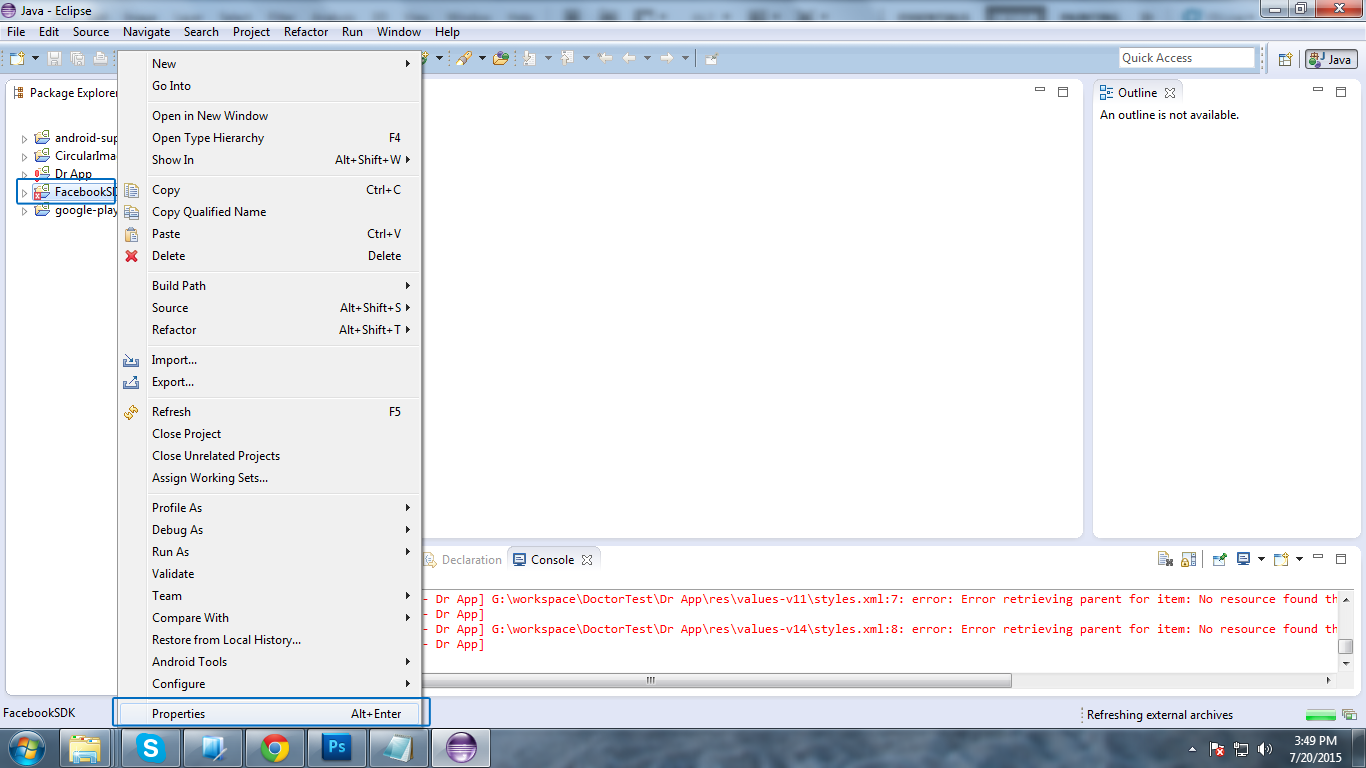 Java - Eclipse
File Edit Source Navigate Search Project Refactor Run Window Help
Quick Access
Java
Package Explorer
android-sup
CircularIma
Dr App
FacebookSD
google-play
New
Go Into
Open in New Window
Open Type Hierarchy F4
Show In Alt+Shift+W
Copy Ctrl+C
Copy Qualified Name
Paste Ctrl+V
Delete Delete
Build Path
Source Alt+Shift+S
Refactor Alt+Shift+T
Import...
Export...
Refresh F5
Close Project
Close Unrelated Projects
Assign Working Sets...
Profile As
Debug As
Run As
Validate
Team
Compare With
Restore from Local History...
Android Tools
Configure
Properties Alt+Enter
Outline
An outline is not available.
Declaration
Console
- Dr App] G:\workspace\DoctorTest\Dr App\res\values-v11\styles.xml:7: error: Error retrieving parent for item: No resource found th
- Dr App]
- Dr App] G:\workspace\DoctorTest\Dr App\res\values-v14\styles.xml:8: error: Error retrieving parent for item: No resource found th
- Dr App]
FacebookSDK
Refreshing external archives
S
Ps
3:49 PM
7/20/2015